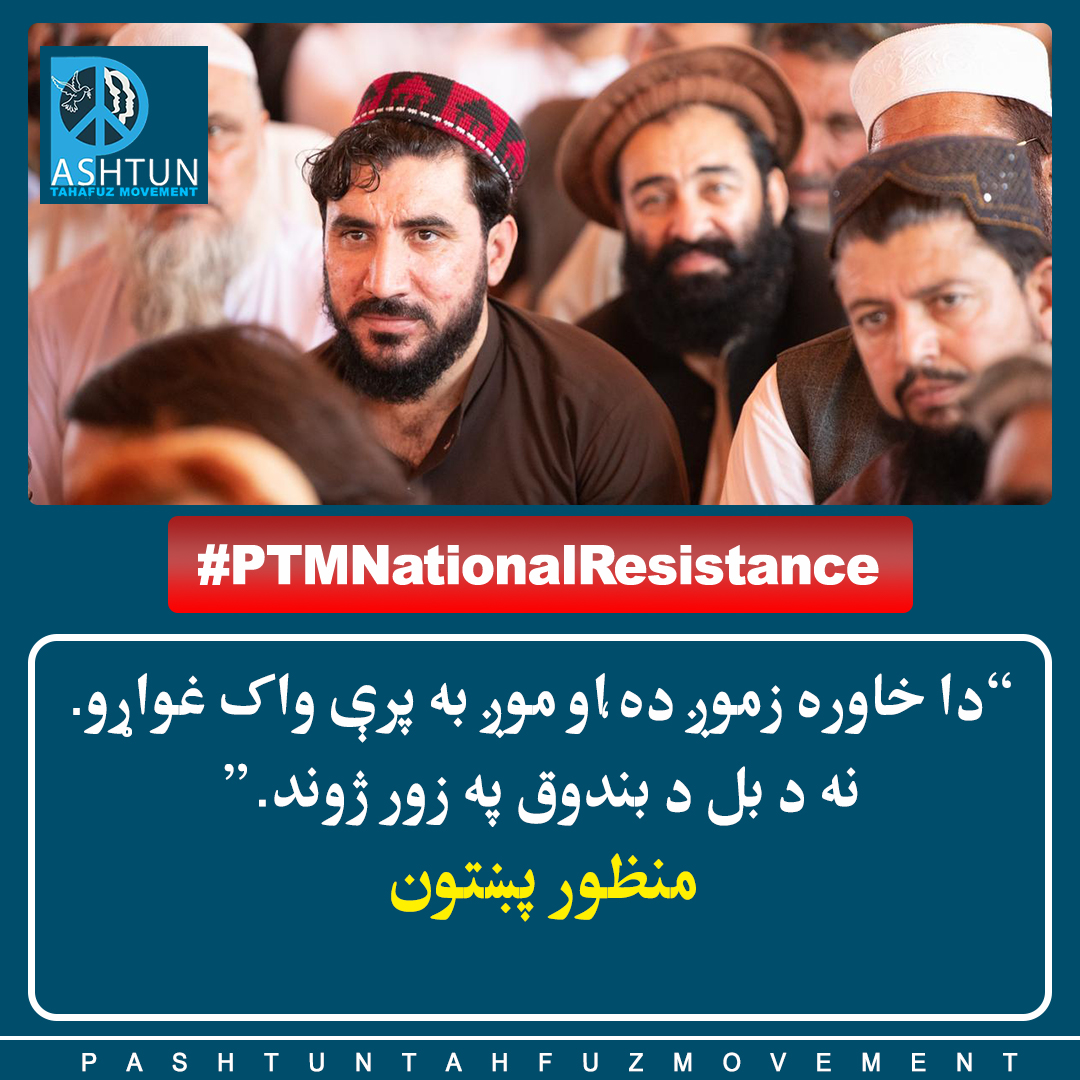 ASHTUN
TAHAFUZ MOVEMENT
#PTMNationalResistance
“دا خاوره زموږ ده او موږ به پرې واک غواړو.
نه د بل د بندوق په زور ژوند.”
منظور پښتون
PASHTUNTAHFUZMOVEMENT